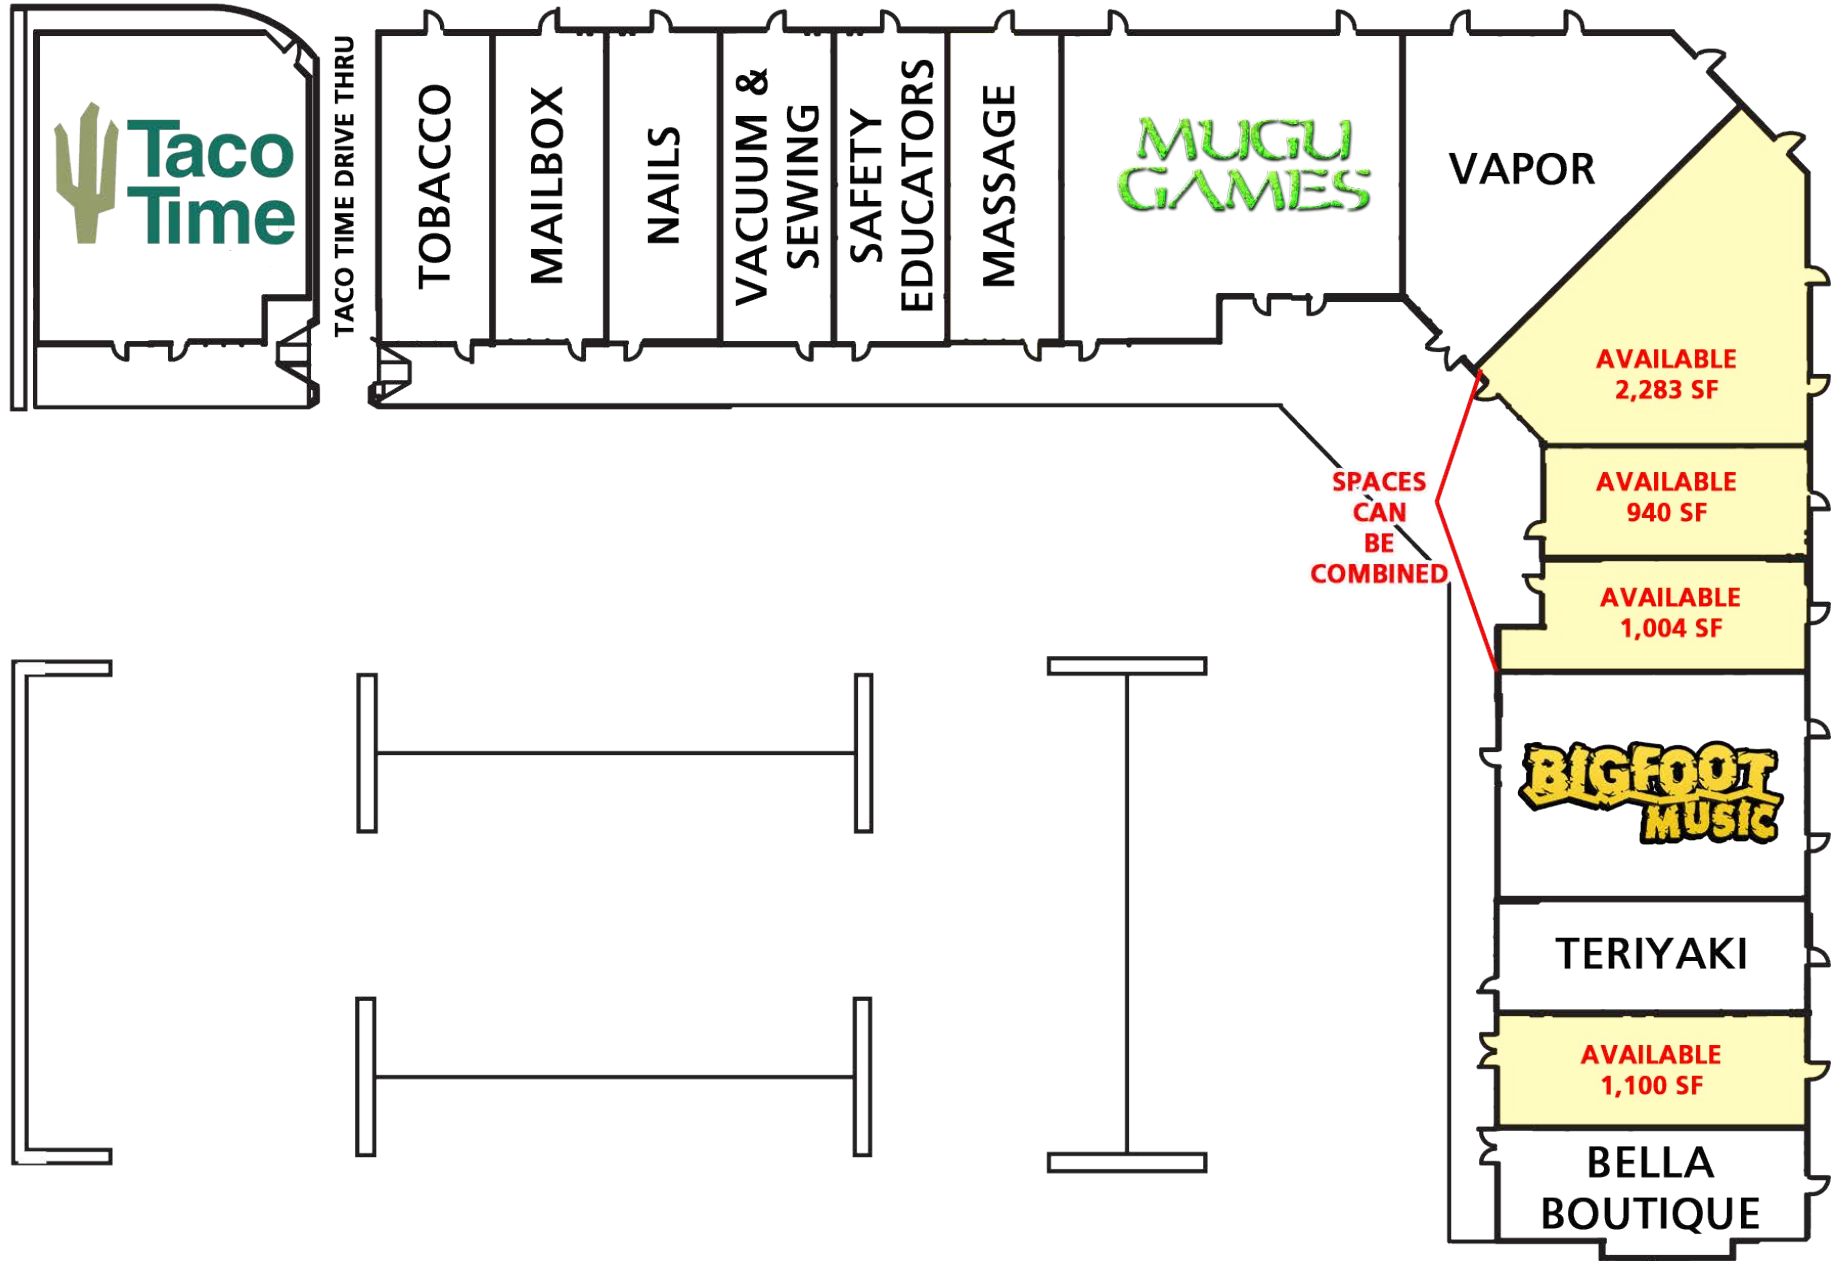 Taco
Time
TACO TIME DRIVE THRU
TOBACCO
MAILBOX
NAILS
VACUUM &
SEWING
SAFETY
EDUCATORS
MASSAGE
MUGU
GAMES
VAPOR
AVAILABLE
2,283 SF
AVAILABLE
940 SF
SPACES
CAN
BE
COMBINED
AVAILABLE
1,004 SF
BIGFOOT
MUSIC
TERIYAKI
AVAILABLE
1,100 SF
BELLA
BOUTIQUE